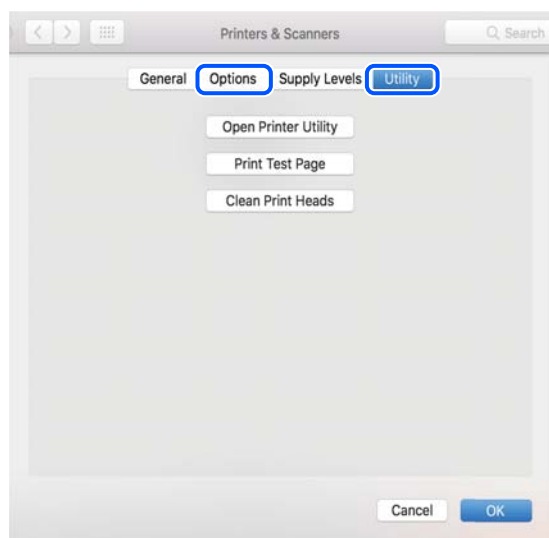 Printers & Scanners Search
General Options Supply Levels Utility
Open Printer Utility
Print Test Page
Clean Print Heads
Cancel OK